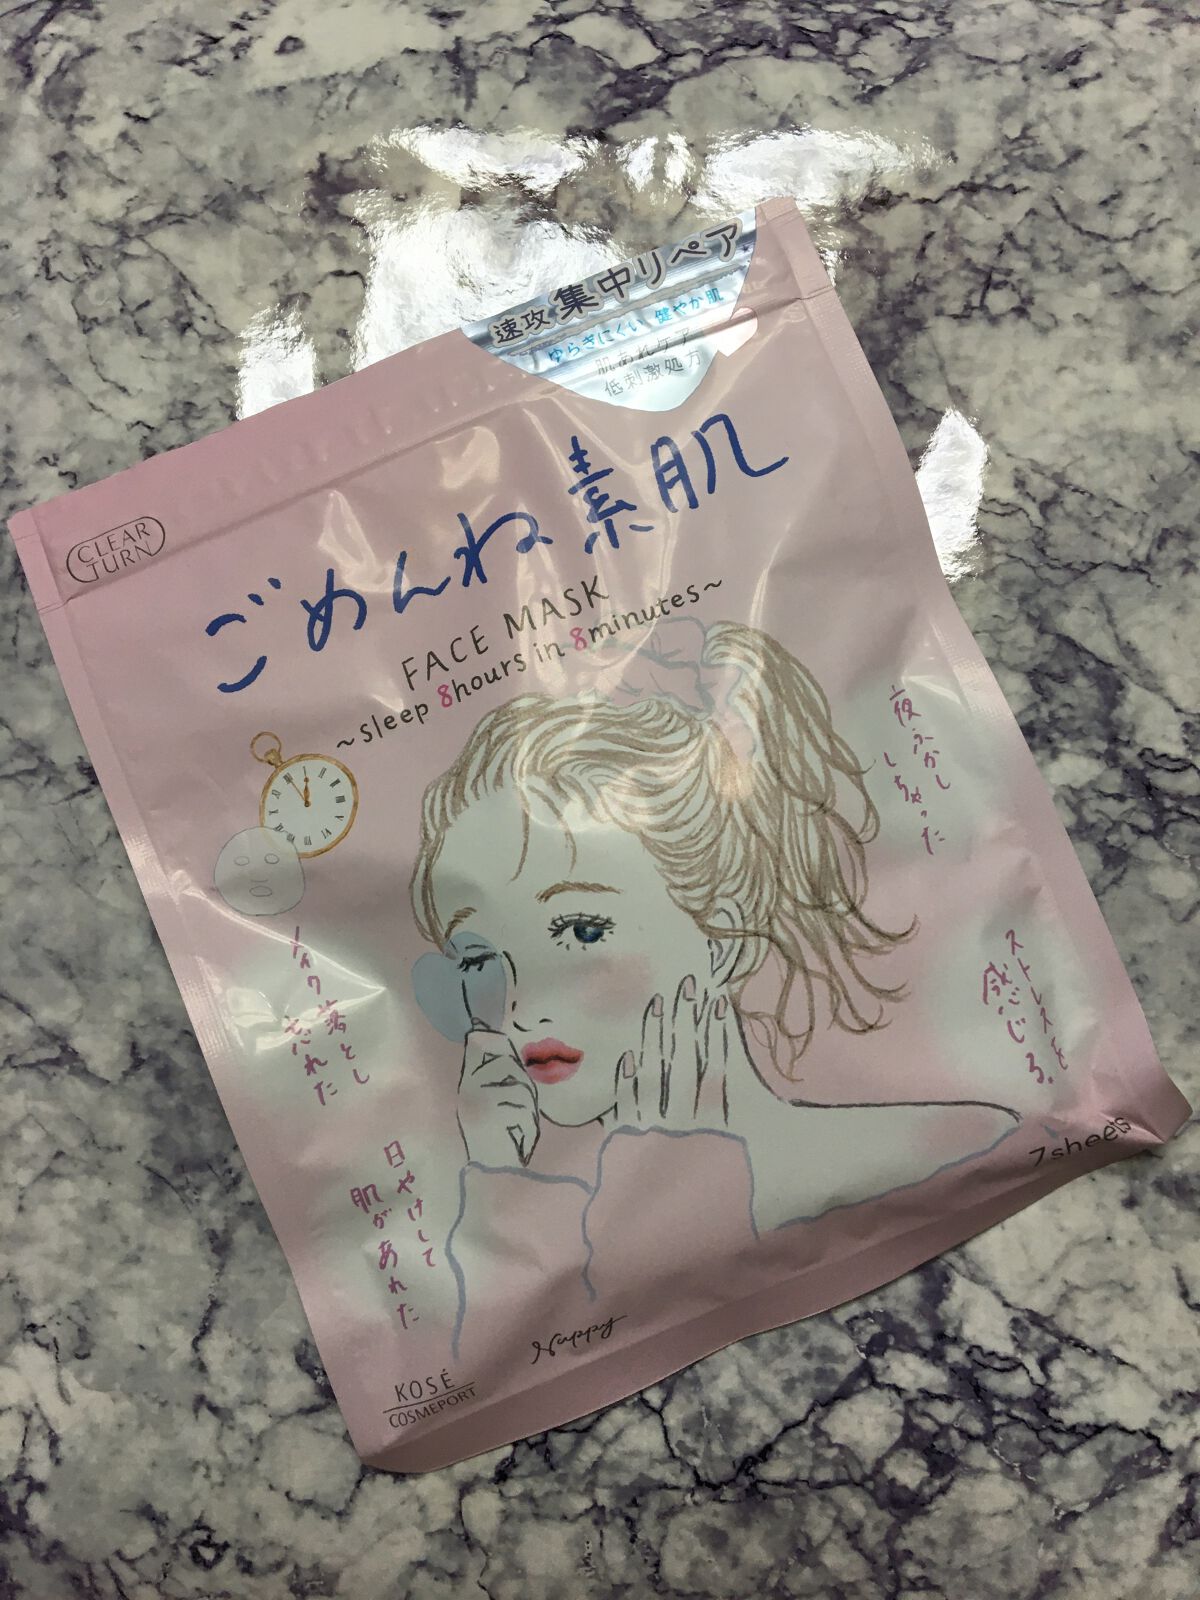 速攻 集中リペア
ゆらぎにくい、健やか肌
肌あれケア
低刺激処方
CLEAR
TURN
ごめんね素肌
FACE MASK
~sleep 8hours in 8minutes~
夜ふかし
しちゃった
ストレスを
感じる。
メイク落とし
忘れた
日やけして
肌があれた
7sheets
Nappy
KOSÉ
COSMEPORT